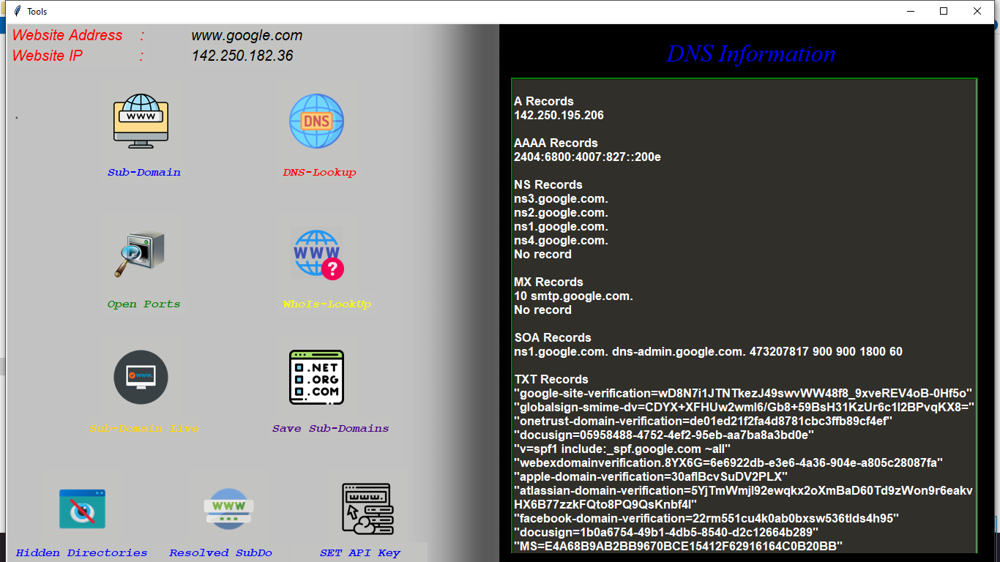 Tools
Website Address : www.google.com
Website IP : 142.250.182.36
WWW
DNS
Sub-Domain
DNS-Lookup
WWW
?
Open Ports
WhoIs-LookUp
www.
.NET
.ORG
.COM
Sub-Domain Live
Save Sub-Domains
WWW
www.
Hidden Directories
Resolved SubDo
SET API Key
DNS Information
A Records
142.250.195.206
AAAA Records
2404:6800:4007:827::200e
NS Records
ns3.google.com.
ns2.google.com.
ns1.google.com.
ns4.google.com.
No record
MX Records
10 smtp.google.com.
No record
SOA Records
ns1.google.com. dns-admin.google.com. 473207817 900 900 1800 60
TXT Records
"google-site-verification=wD8N7i1JTNTkezJ49swvWW48f8_9xveREV4oB-0Hf5o"
"globalsign-smime-dv=CDYX+XFHUw2wml6/Gb8+59BsH31KzUr6c1l2BPvqKX8="
"onetrust-domain-verification=de01ed21f2fa4d8781cbc3ffb89cf4ef"
"docusign=05958488-4752-4ef2-95eb-aa7ba8a3bd0e"
"v=spf1 include:_spf.google.com ~all"
"webexdomainverification.8YX6G=6e6922db-e3e6-4a36-904e-a805c28087fa"
"apple-domain-verification=30afIBcvSuDV2PLX"
"atlassian-domain-verification=5YjTmWmjI92ewqkx2oXmBaD60Td9zWon9r6eakv
HX6B77zzkFQto8PQ9QsKnbf4I"
"facebook-domain-verification=22rm551cu4k0ab0bxsw536tlds4h95"
"docusign=1b0a6754-49b1-4db5-8540-d2c12664b289"
"MS=E4A68B9AB2BB9670BCE15412F62916164C0B20BB"